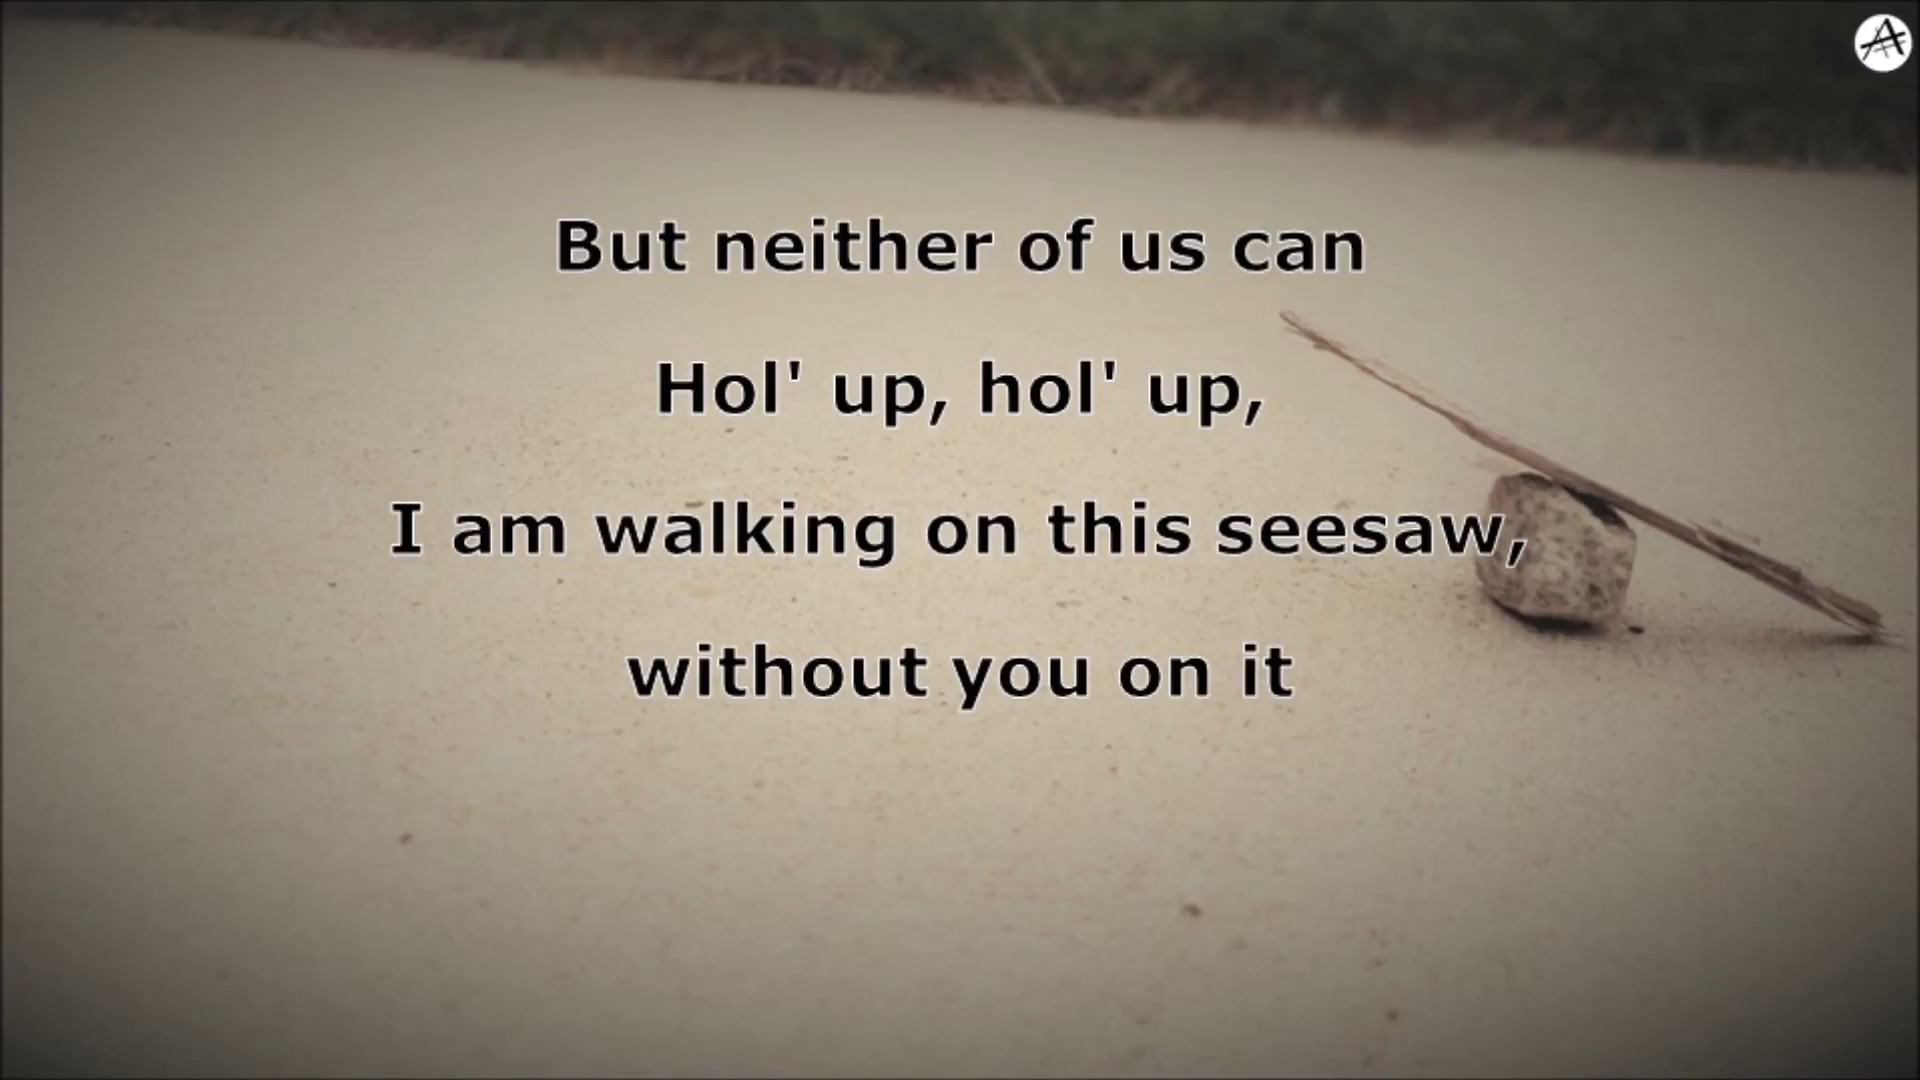 But neither of us can
Hol' up, hol' up,
I am walking on this seesaw,
without you on it